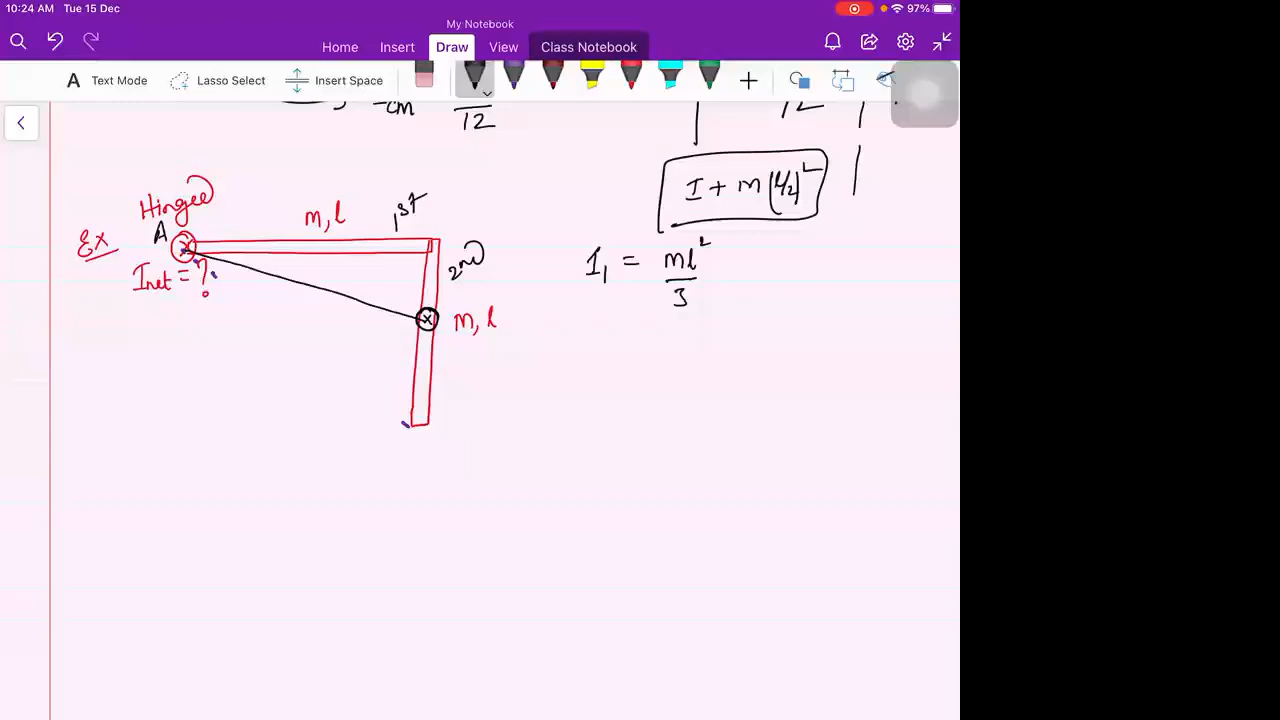 10:24 AM Tue 15 Dec
97%
My Notebook
Home Insert Draw View Class Notebook
Text Mode Lasso Select Insert Space
cm
12
12
I + m(l/2)²
Hinged
m, l
1st
A
Ex
2nd
Inet = ?
I₁ = ml²/3
m, l